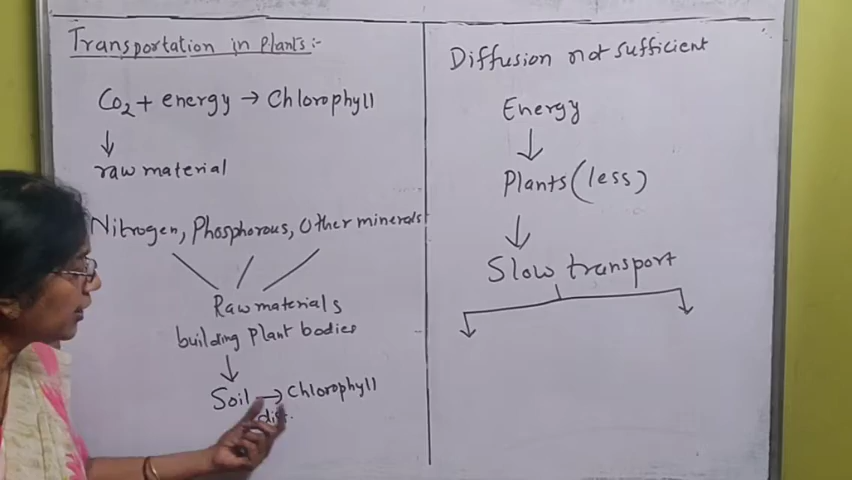 Transportation in Plants:-
CO2 + energy → Chlorophyll
↓
raw material
Nitrogen, Phosphorous, Other minerals
Raw materials
building plant bodies
↓
Soil → Chlorophyll
Diffusion not sufficient
Energy
↓
Plants (less)
↓
Slow transport